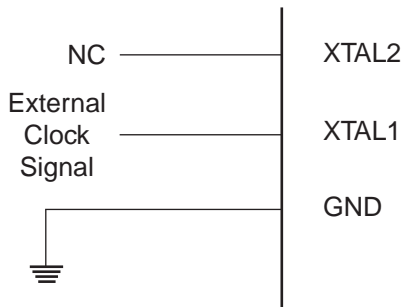 NC
XTAL2
External
Clock
Signal
XTAL1
GND